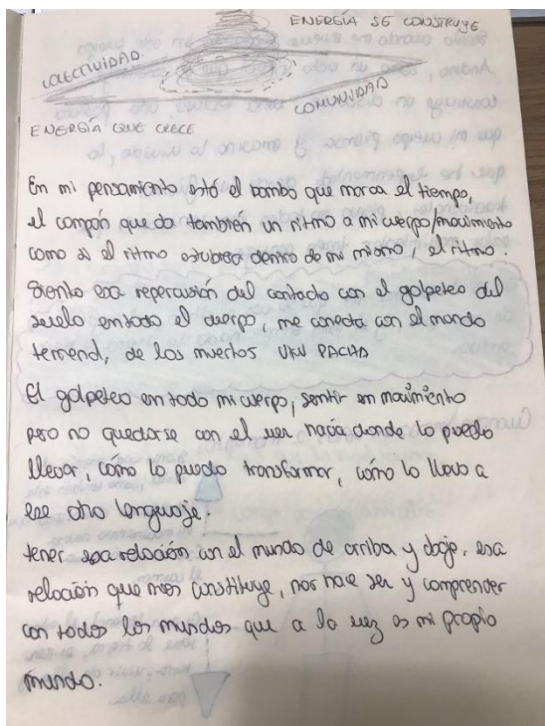 ENERGÍA SE CONSTRUYE
COLECTIVIDAD
COMUNIDAD
ENERGÍA QUE CRECE
En mi pensamiento está el bombo que marca el tiempo,
el compás que da también un ritmo a mi cuerpo/movimiento
como si el ritmo estubiera dentro de mi mismo, el ritmo.
Siento esa repercusión del contacto con el golpeteo del
suelo en todo el cuerpo, me conecta con el mundo
terrenal, de los muertos UKU PACHA
El golpeteo en todo mi cuerpo, sentir en movimiento
pero no quedarse con el hacia donde lo puedo
llevar, como lo puedo transformar, cómo lo llevo a
ese otro lenguaje.
tener esa relación con el mundo de arriba y abajo, esa
relación que nos constituye, nos hace ser y comprender
con todos los mundos que a la vez es mi propio
mundo.